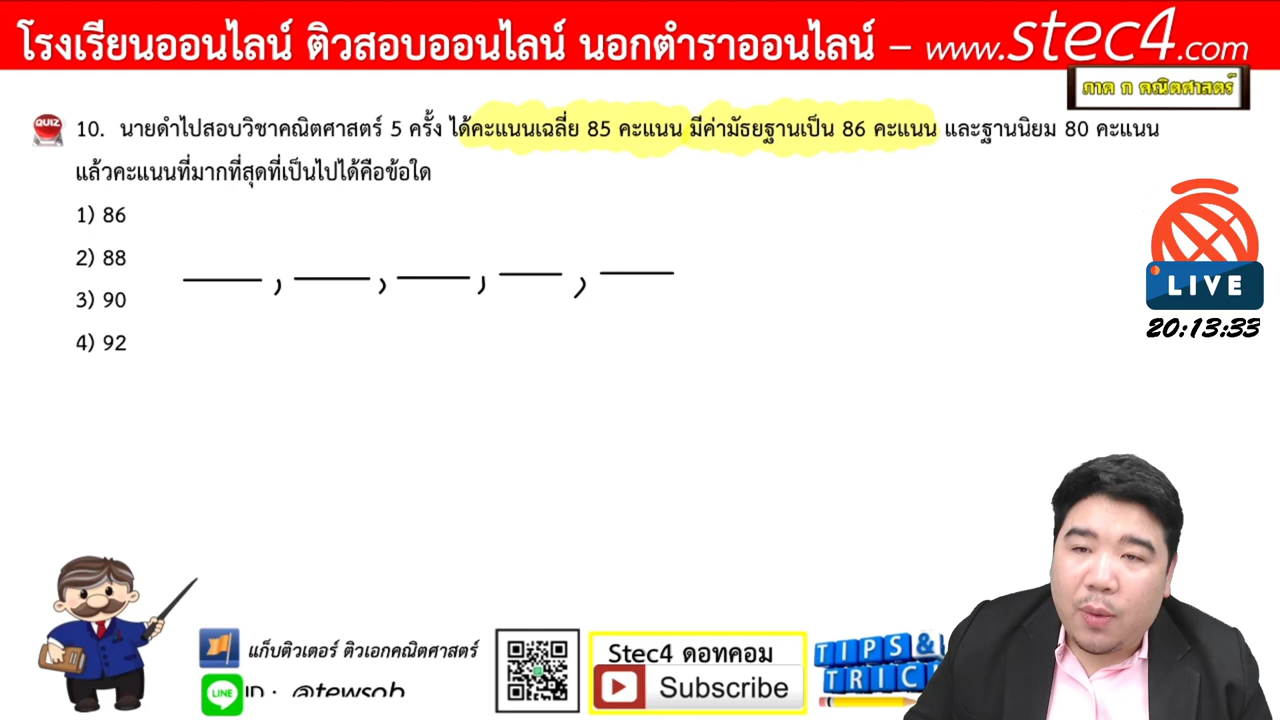 โรงเรียนออนไลน์ ติวสอบออนไลน์ นอกตำราออนไลน์ – www.stec4.com
ภาค ก คณิตศาสตร์
QUIZ
10. นายดำไปสอบวิชาคณิตศาสตร์ 5 ครั้ง ได้คะแนนเฉลี่ย 85 คะแนน มีค่ามัธยฐานเป็น 86 คะแนน และฐานนิยม 80 คะแนน
แล้วคะแนนที่มากที่สุดที่เป็นไปได้คือข้อใด
1) 86
2) 88
3) 90
4) 92
LIVE
20:13:33
แก็บติวเตอร์ ติวเอกคณิตศาสตร์
LINE
ID : @tewsob
Stec4 ดอทคอม
Subscribe
TIPS &
TRIC